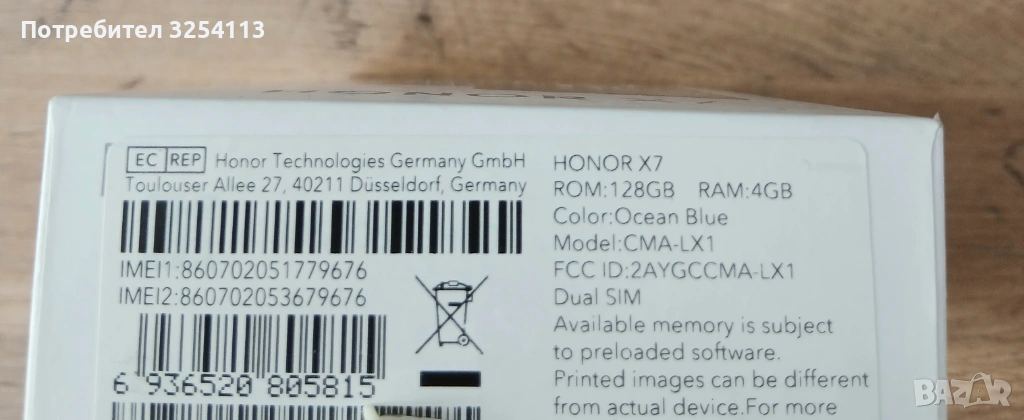 Потребител 3254113
HONOR X7
EC REP Honor Technologies Germany GmbH
Toulouser Allee 27, 40211 Düsseldorf, Germany
IMEI1:860702051779676
IMEI2:860702053679676
6 936520 805815
HONOR X7
ROM:128GB RAM:4GB
Color:Ocean Blue
Model:CMA-LX1
FCC ID:2AYGCCMA-LX1
Dual SIM
Available memory is subject
to preloaded software.
Printed images can be different
from actual device.For more
BAZAR